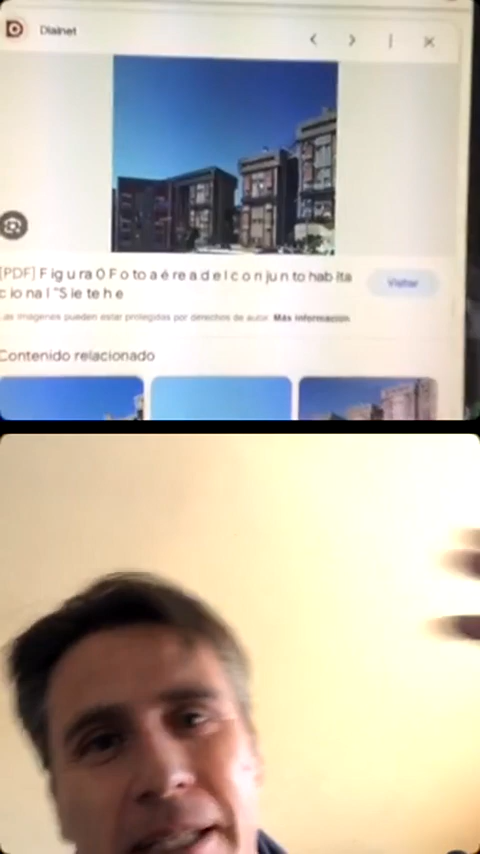 Dialnet
[PDF] F ig u ra 0 F o to a é re a d e l c o n ju n to hab ita
c io na l "S ie te h e
Visitar
Las imágenes pueden estar protegidas por derechos de autor. Más información
Contenido relacionado